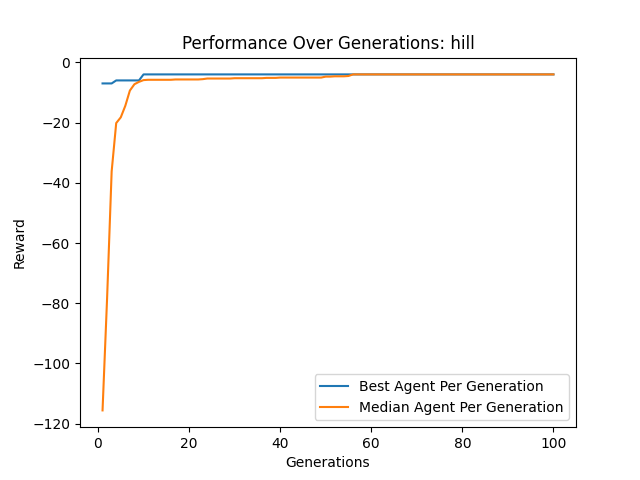 Performance Over Generations: hill
0
−20
−40
−60
−80
−100
−120
Reward
0 20 40 60 80 100
Generations
Best Agent Per Generation
Median Agent Per Generation